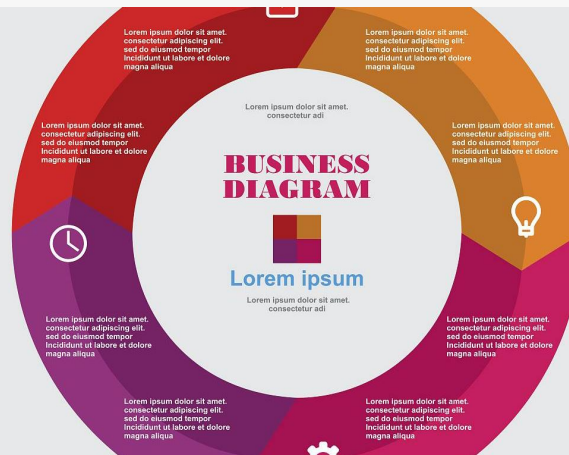 Lorem ipsum dolor sit amet.
consectetur adipiscing elit.
sed do eiusmod tempor
Incididunt ut labore et dolore
magna aliqua
Lorem ipsum dolor sit amet.
consectetur adipiscing elit.
sed do eiusmod tempor
Incididunt ut labore et dolore
magna aliqua
Lorem ipsum dolor sit amet.
consectetur adi
Lorem ipsum dolor sit amet.
consectetur adipiscing elit.
sed do eiusmod tempor
Incididunt ut labore et dolore
magna aliqua
Lorem ipsum dolor sit amet.
consectetur adipiscing elit.
sed do eiusmod tempor
Incididunt ut labore et dolore
magna aliqua
BUSINESS
DIAGRAM
Lorem ipsum
Lorem ipsum dolor sit amet.
consectetur adi
Lorem ipsum dolor sit amet.
consectetur adipiscing elit.
sed do eiusmod tempor
Incididunt ut labore et dolore
magna aliqua
Lorem ipsum dolor sit amet.
consectetur adipiscing elit.
sed do eiusmod tempor
Incididunt ut labore et dolore
magna aliqua
Lorem ipsum dolor sit amet.
consectetur adipiscing elit.
sed do eiusmod tempor
Incididunt ut labore et dolore
magna aliqua
Lorem ipsum dolor sit amet.
consectetur adipiscing elit.
sed do eiusmod tempor
Incididunt ut labore et dolore
magna aliqua